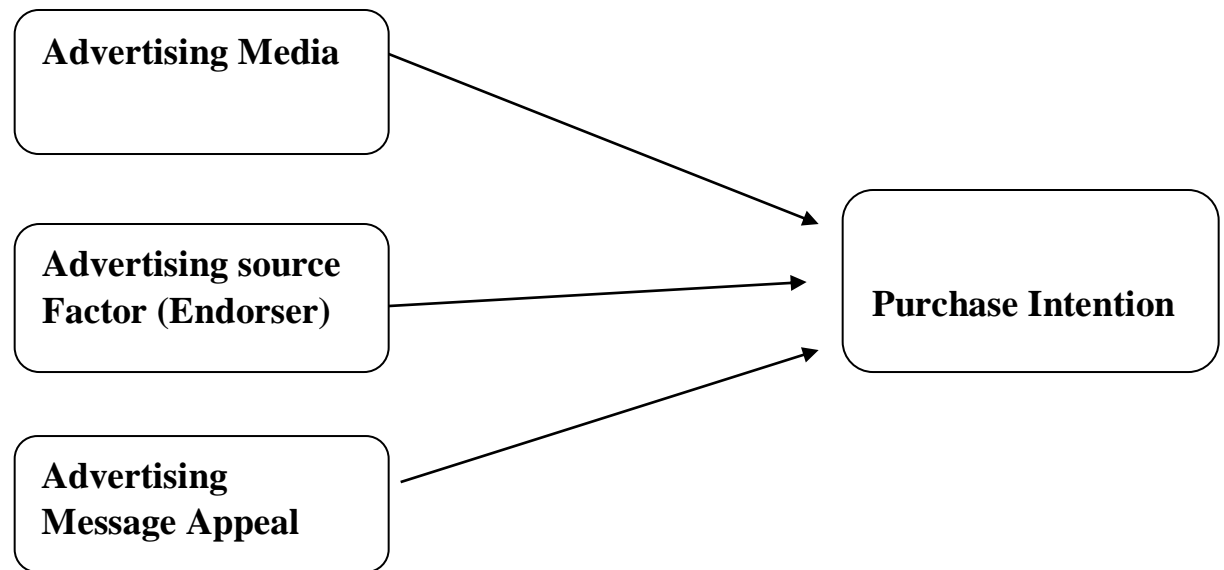 Advertising Media
Advertising source
Factor (Endorser)
Purchase Intention
Advertising
Message Appeal